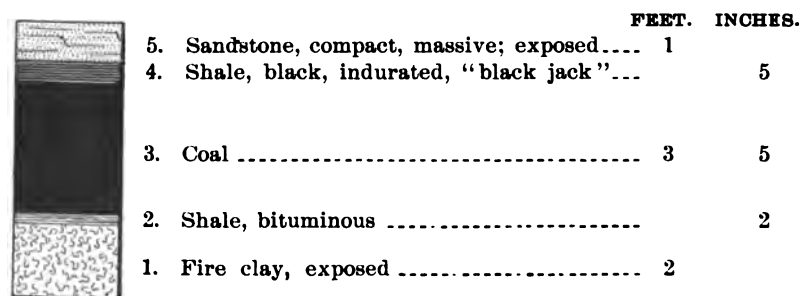 FEET. INCHES.
5. Sandstone, compact, massive; exposed.... 1
4. Shale, black, indurated, "black jack"... 5
3. Coal ...................................... 3 5
2. Shale, bituminous ........................ 2
1. Fire clay, exposed ....................... 2